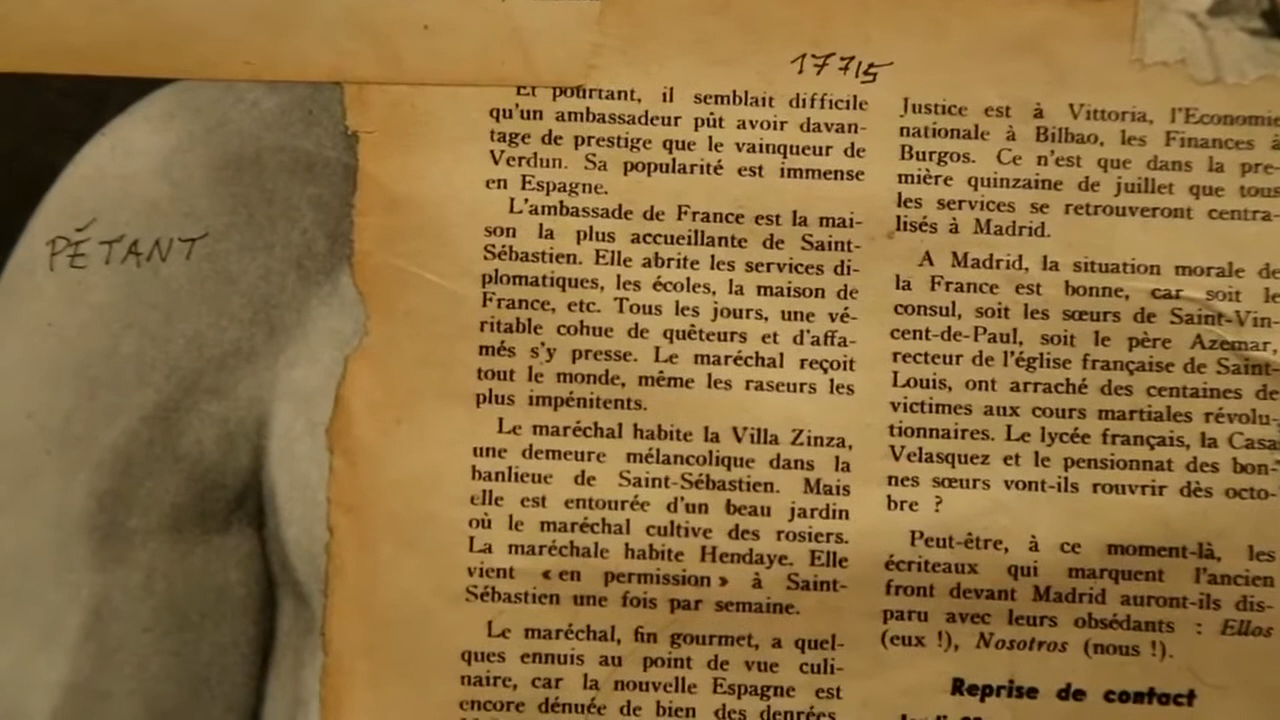 17715
PÉTANT
Et pourtant, il semblait difficile
qu'un ambassadeur pût avoir davan-
tage de prestige que le vainqueur de
Verdun. Sa popularité est immense
en Espagne.
L'ambassade de France est la mai-
son la plus accueillante de Saint-
Sébastien. Elle abrite les services di-
plomatiques, les écoles, la maison de
France, etc. Tous les jours, une vé-
ritable cohue de quêteurs et d'affa-
més s'y presse. Le maréchal reçoit
tout le monde, même les raseurs les
plus impénitents.
Le maréchal habite la Villa Zinza,
une demeure mélancolique dans la
banlieue de Saint-Sébastien. Mais
elle est entourée d'un beau jardin
où le maréchal cultive des rosiers.
La maréchale habite Hendaye. Elle
vient « en permission » à Saint-
Sébastien une fois par semaine.
Le maréchal, fin gourmet, a quel-
ques ennuis au point de vue culi-
naire, car la nouvelle Espagne est
encore dénuée de bien des denrées.
Justice est à Vittoria, l'Economie
nationale à Bilbao, les Finances à
Burgos. Ce n'est que dans la pre-
mière quinzaine de juillet que tous
les services se retrouveront centra-
lisés à Madrid.
A Madrid, la situation morale de
la France est bonne, car soit le
consul, soit les sœurs de Saint-Vin-
cent-de-Paul, soit le père Azemar,
recteur de l'église française de Saint-
Louis, ont arraché des centaines de
victimes aux cours martiales révolu-
tionnaires. Le lycée français, la Casa
Velasquez et le pensionnat des bon-
nes sœurs vont-ils rouvrir dès octo-
bre ?
Peut-être, à ce moment-là, les
écriteaux qui marquent l'ancien
front devant Madrid auront-ils dis-
paru avec leurs obsédants : Ellos
(eux !), Nosotros (nous !).
Reprise de contact